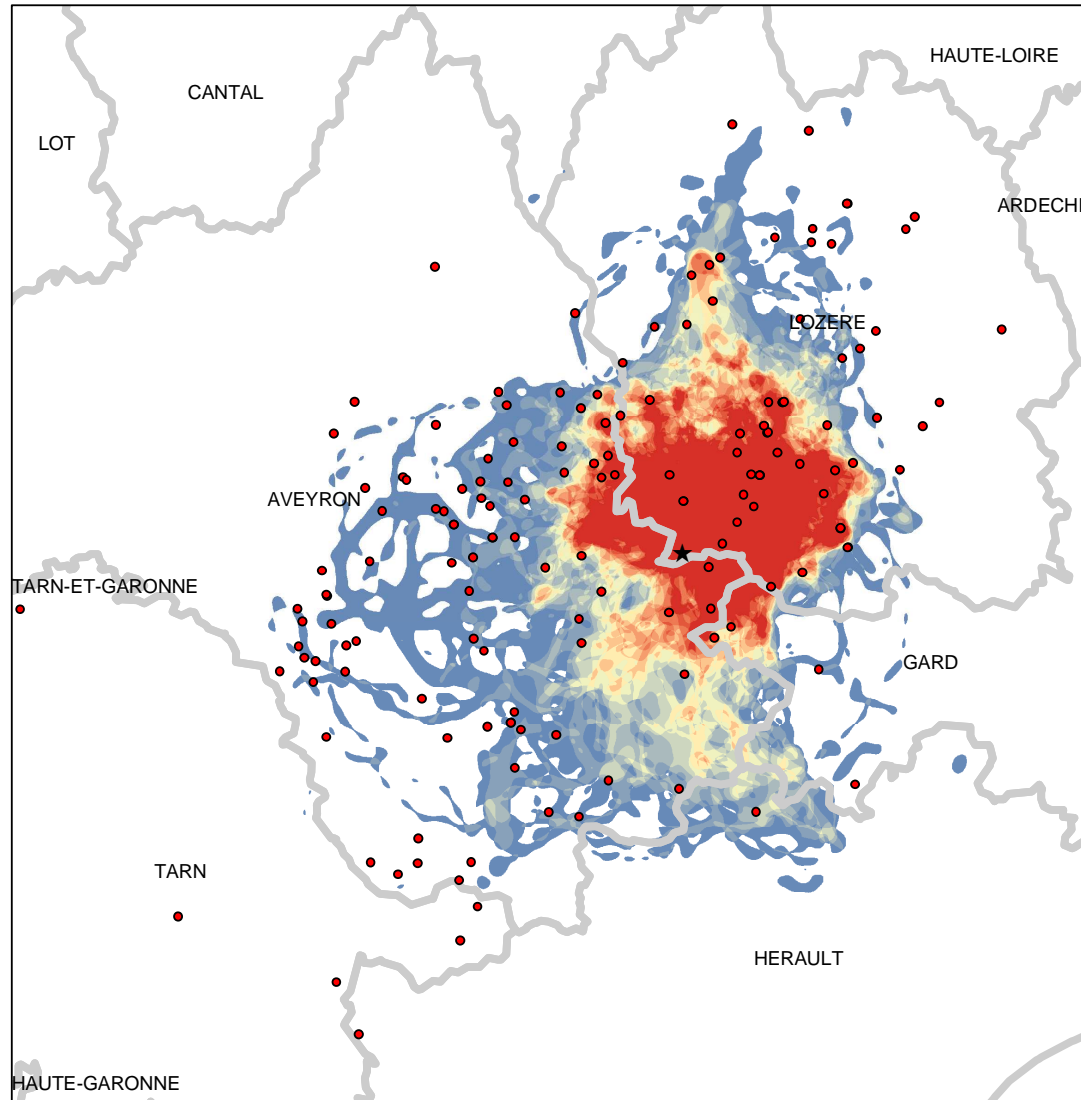 HAUTE-LOIRE
CANTAL
LOT
ARDECHE
LOZERE
AVEYRON
TARN-ET-GARONNE
GARD
TARN
HERAULT
HAUTE-GARONNE